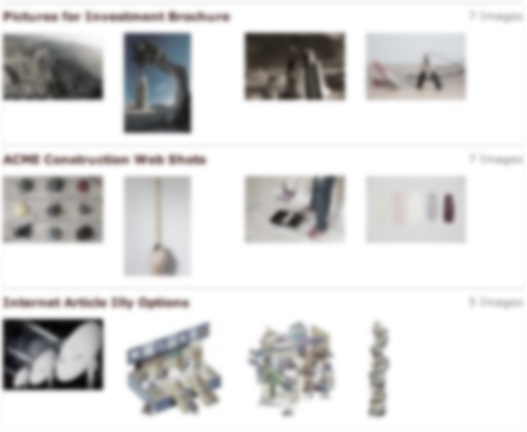 Pictures for Investment Brochure
7 Images
ACME Construction Web Shots
7 Images
Internet Article Illy Options
5 Images